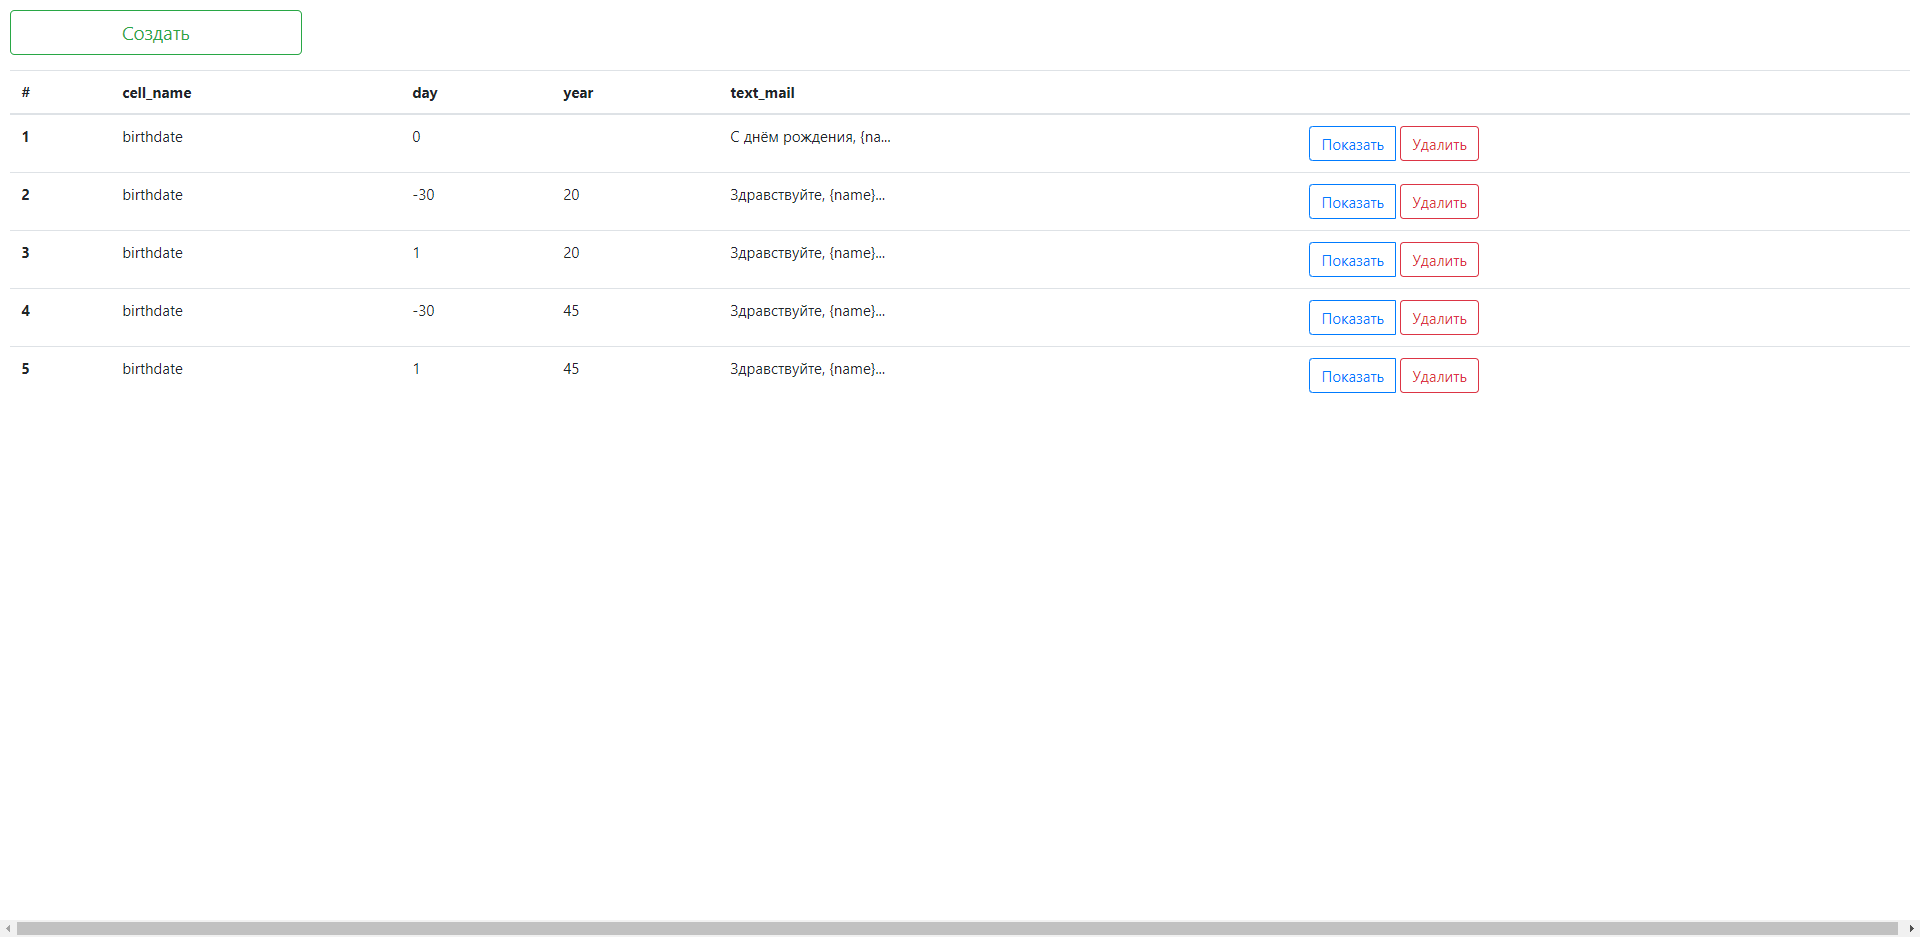 Создать
# cell_name day year text_mail
1 birthdate 0 С днём рождения, {na... Показать Удалить
2 birthdate -30 20 Здравствуйте, {name}... Показать Удалить
3 birthdate 1 20 Здравствуйте, {name}... Показать Удалить
4 birthdate -30 45 Здравствуйте, {name}... Показать Удалить
5 birthdate 1 45 Здравствуйте, {name}... Показать Удалить